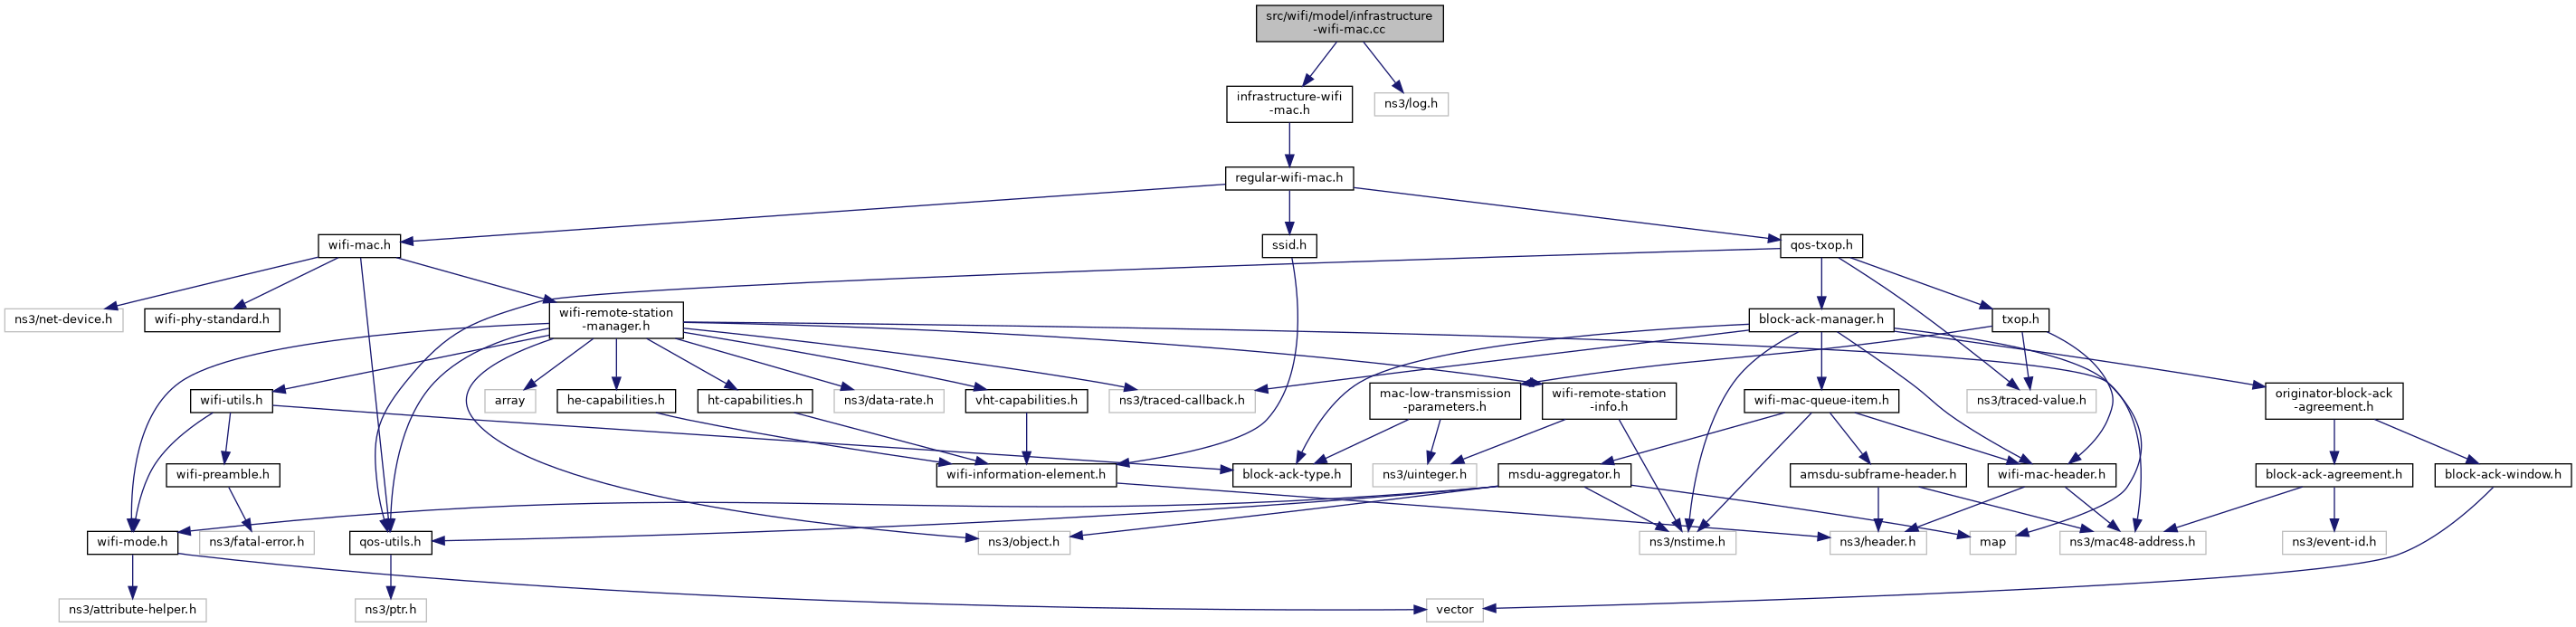 src/wifi/model/infrastructure
-wifi-mac.cc
infrastructure-wifi
-mac.h
ns3/log.h
regular-wifi-mac.h
wifi-mac.h
ssid.h
qos-txop.h
ns3/net-device.h
wifi-phy-standard.h
wifi-remote-station
-manager.h
block-ack-manager.h
txop.h
wifi-utils.h
array
he-capabilities.h
ht-capabilities.h
ns3/data-rate.h
vht-capabilities.h
ns3/traced-callback.h
mac-low-transmission
-parameters.h
wifi-remote-station
-info.h
wifi-mac-queue-item.h
ns3/traced-value.h
originator-block-ack
-agreement.h
wifi-preamble.h
wifi-information-element.h
block-ack-type.h
ns3/uinteger.h
msdu-aggregator.h
amsdu-subframe-header.h
wifi-mac-header.h
block-ack-agreement.h
block-ack-window.h
wifi-mode.h
ns3/fatal-error.h
qos-utils.h
ns3/object.h
ns3/nstime.h
ns3/header.h
map
ns3/mac48-address.h
ns3/event-id.h
ns3/attribute-helper.h
ns3/ptr.h
vector